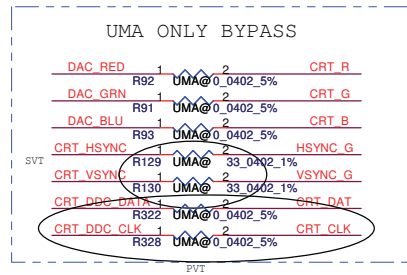 UMA ONLY BYPASS
DAC_RED 1 2 CRT_R
R92 UMA@ 0_0402_5%
DAC_GRN 1 2 CRT_G
R91 UMA@ 0_0402_5%
DAC_BLU 1 2 CRT_B
R93 UMA@ 0_0402_5%
CRT_HSYNC 1 2 HSYNC_G
SVT R129 UMA@ 33_0402_1%
CRT_VSYNC 1 2 VSYNC_G
R130 UMA@ 33_0402_1%
CRT_DDC_DATA 1 2 CRT_DAT
R322 UMA@ 0_0402_5%
CRT_DDC_CLK 1 2 CRT_CLK
R328 UMA@ 0_0402_5%
PVT